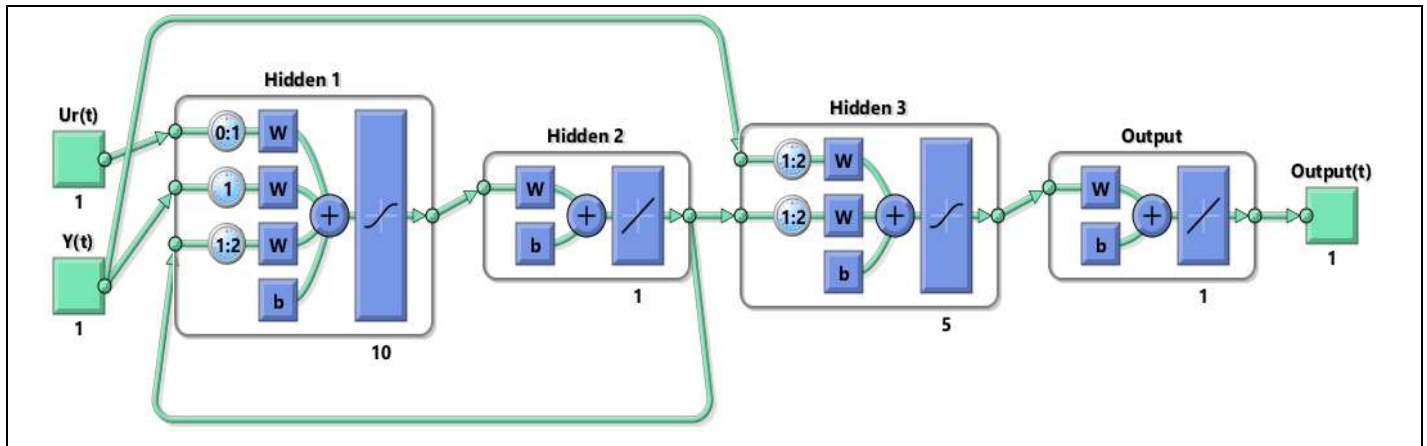 Ur(t)
1
Y(t)
1
Hidden 1
0:1
W
1
W
1:2
W
b
+
10
Hidden 2
W
b
+
1
Hidden 3
1:2
W
1:2
W
b
+
5
Output
W
b
+
1
Output(t)
1